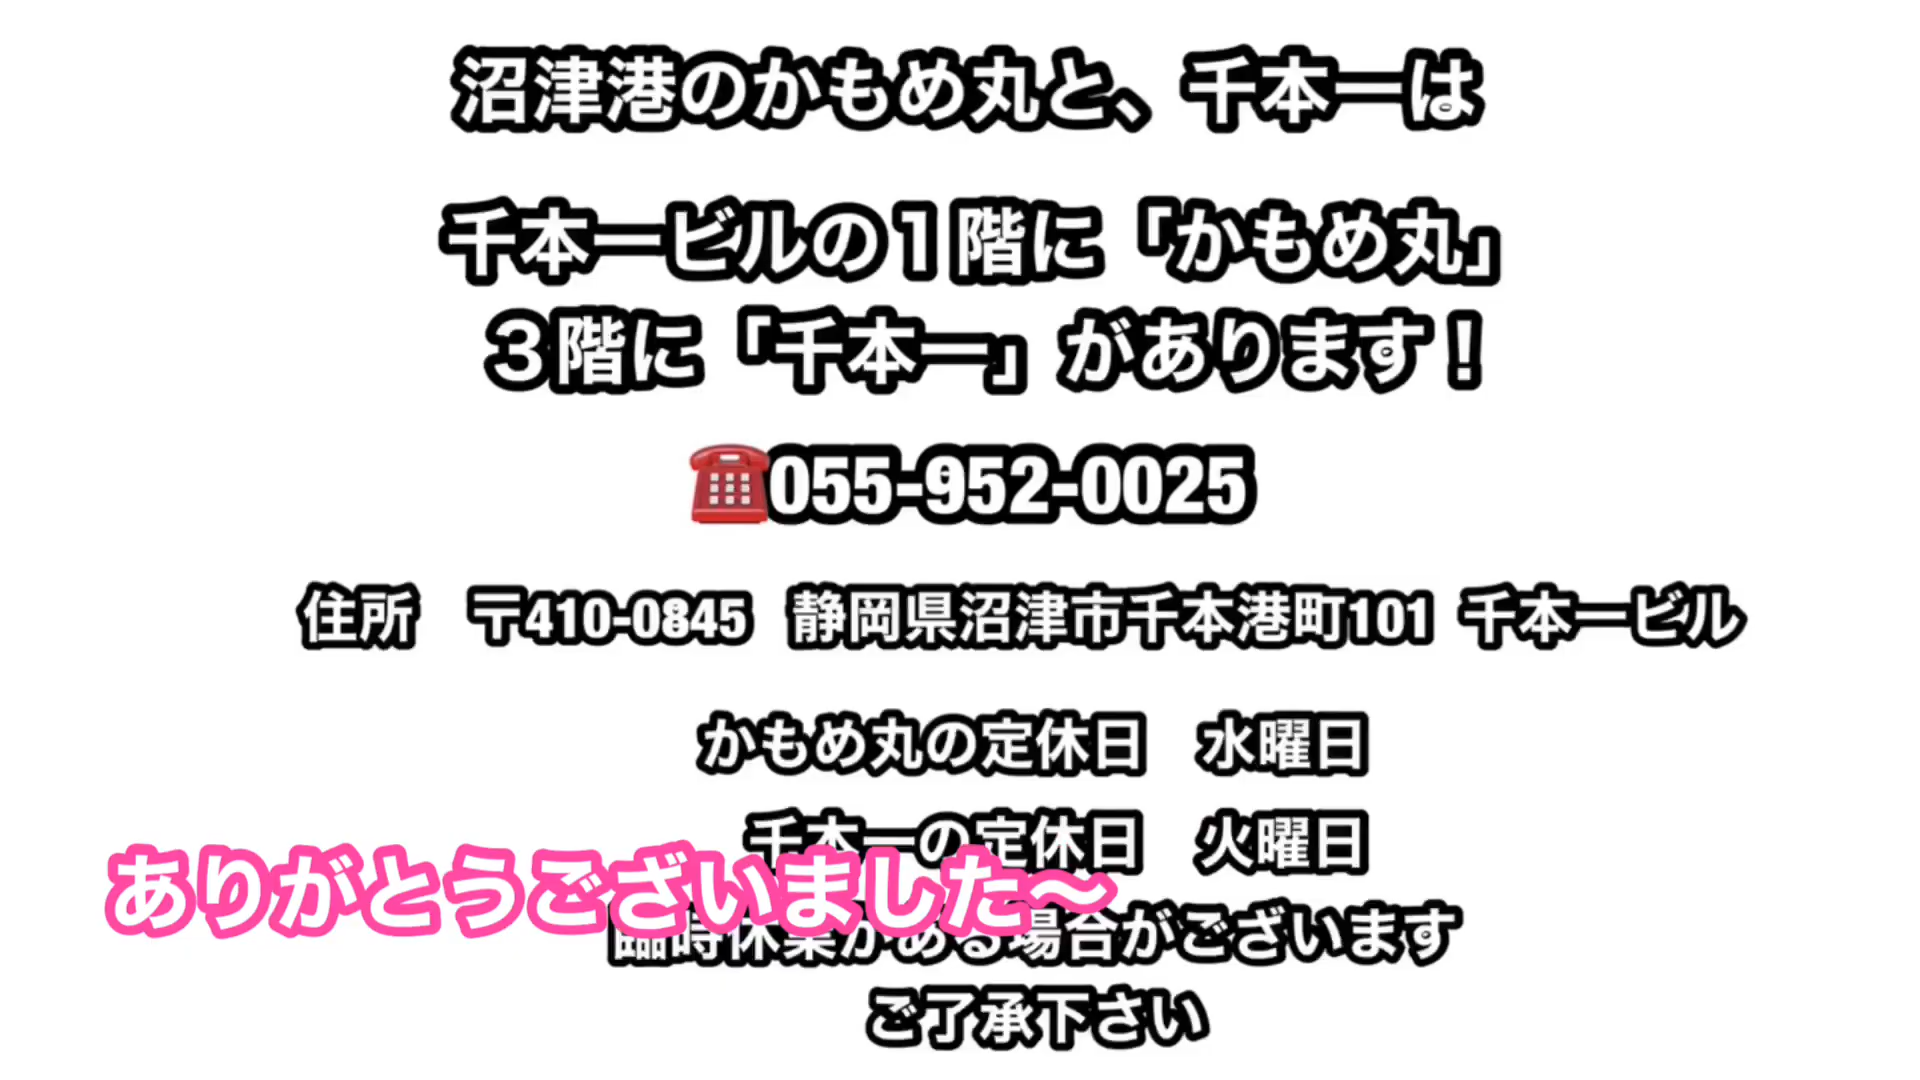 沼津港のかもめ丸と、千本一は
千本一ビルの１階に「かもめ丸」
３階に「千本一」があります！
☎055-952-0025
住所　〒410-0845 静岡県沼津市千本港町101 千本一ビル
かもめ丸の定休日　水曜日
千本一の定休日　火曜日
ありがとうございました〜
臨時休業がある場合がございます
ご了承下さい